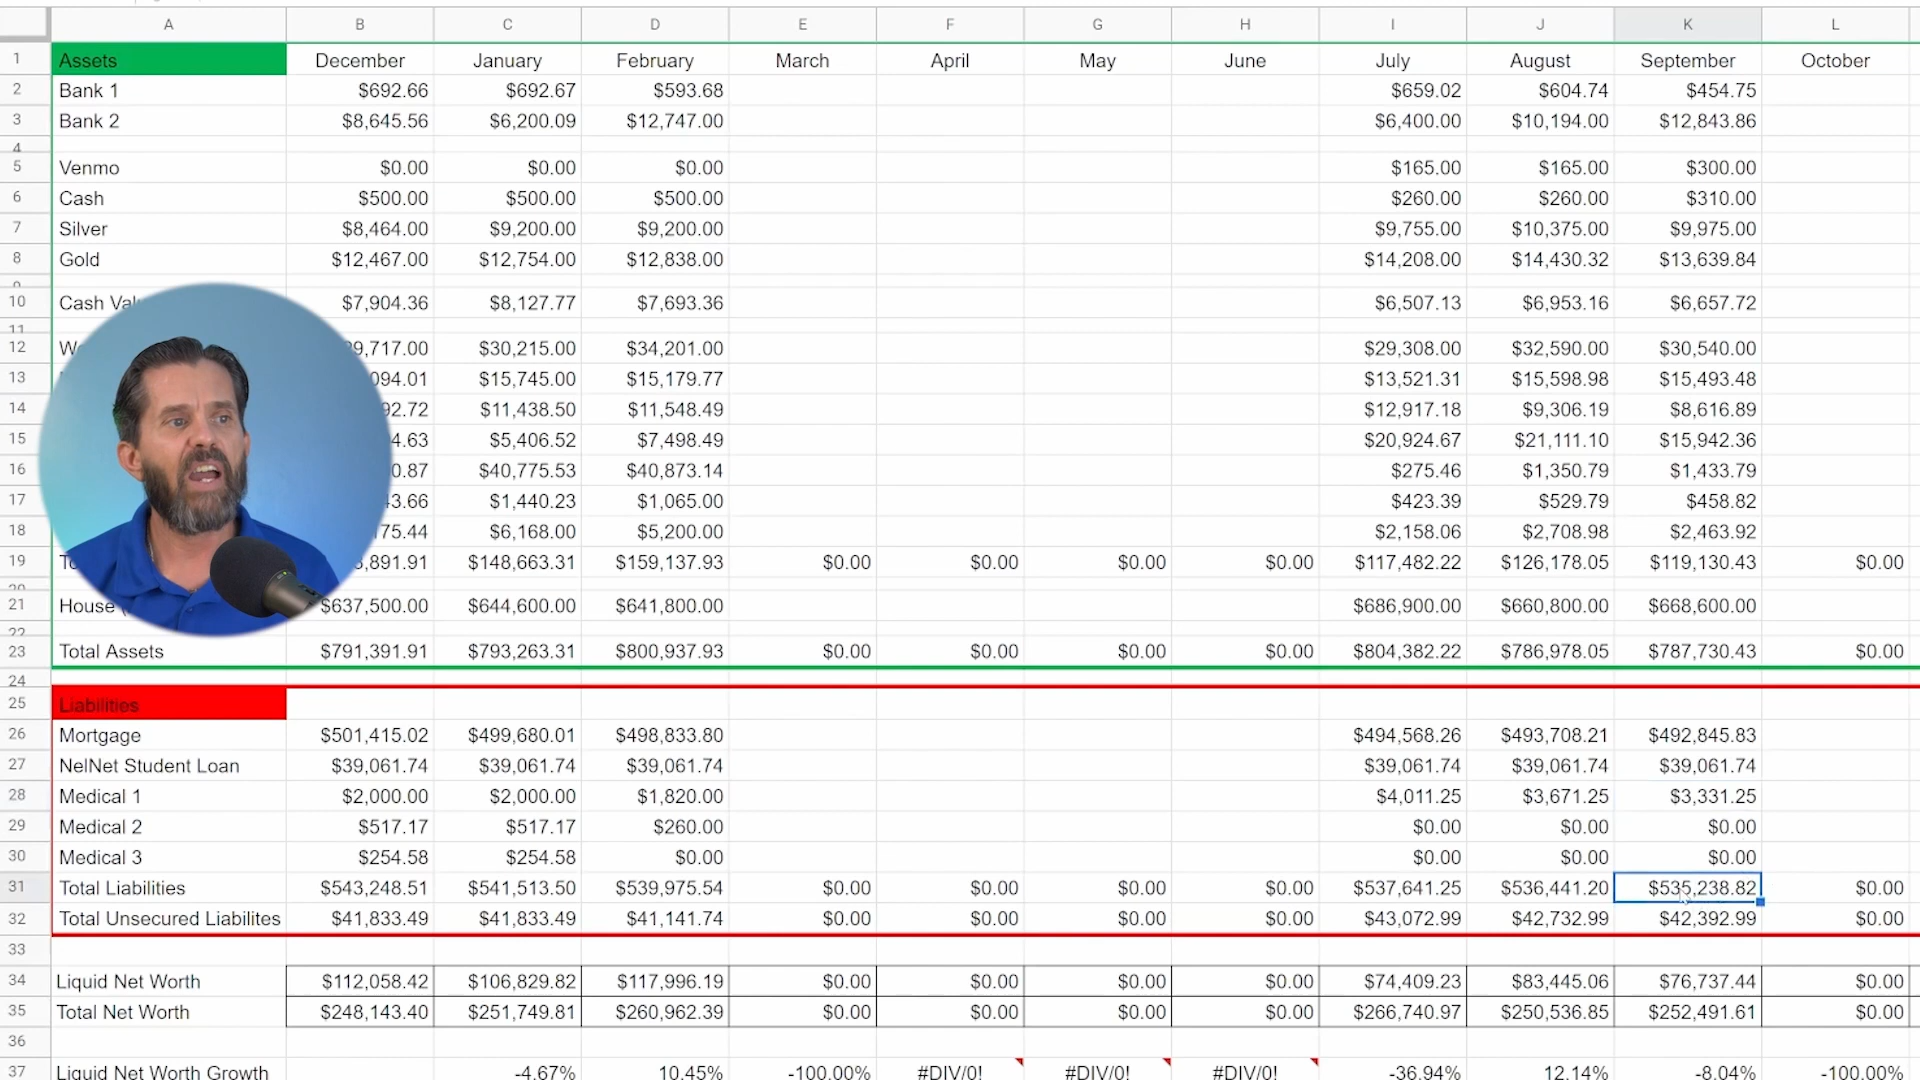 A B C D E F G H I J K L
1 Assets December January February March April May June July August September October
2 Bank 1 $692.66 $692.67 $593.68 $659.02 $604.74 $454.75
3 Bank 2 $8,645.56 $6,200.09 $12,747.00 $6,400.00 $10,194.00 $12,843.86
4
5 Venmo $0.00 $0.00 $0.00 $165.00 $165.00 $300.00
6 Cash $500.00 $500.00 $500.00 $260.00 $260.00 $310.00
7 Silver $8,464.00 $9,200.00 $9,200.00 $9,755.00 $10,375.00 $9,975.00
8 Gold $12,467.00 $12,754.00 $12,838.00 $14,208.00 $14,430.32 $13,639.84
10 Cash $7,904.36 $8,127.77 $7,693.36 $6,507.13 $6,953.16 $6,657.72
11
12 9,717.00 $30,215.00 $34,201.00 $29,308.00 $32,590.00 $30,540.00
13 094.01 $15,745.00 $15,179.77 $13,521.31 $15,598.98 $15,493.48
14 92.72 $11,438.50 $11,548.49 $12,917.18 $9,306.19 $8,616.89
15 4.63 $5,406.52 $7,498.49 $20,924.67 $21,111.10 $15,942.36
16 0.87 $40,775.53 $40,873.14 $275.46 $1,350.79 $1,433.79
17 43.66 $1,440.23 $1,065.00 $423.39 $529.79 $458.82
18 75.44 $6,168.00 $5,200.00 $2,158.06 $2,708.98 $2,463.92
19 ,891.91 $148,663.31 $159,137.93 $0.00 $0.00 $0.00 $0.00 $117,482.22 $126,178.05 $119,130.43 $0.00
20
21 House $637,500.00 $644,600.00 $641,800.00 $686,900.00 $660,800.00 $668,600.00
22
23 Total Assets $791,391.91 $793,263.31 $800,937.93 $0.00 $0.00 $0.00 $0.00 $804,382.22 $786,978.05 $787,730.43 $0.00
24
25 Liabilities
26 Mortgage $501,415.02 $499,680.01 $498,833.80 $494,568.26 $493,708.21 $492,845.83
27 NelNet Student Loan $39,061.74 $39,061.74 $39,061.74 $39,061.74 $39,061.74 $39,061.74
28 Medical 1 $2,000.00 $2,000.00 $1,820.00 $4,011.25 $3,671.25 $3,331.25
29 Medical 2 $517.17 $517.17 $260.00 $0.00 $0.00 $0.00
30 Medical 3 $254.58 $254.58 $0.00 $0.00 $0.00 $0.00
31 Total Liabilities $543,248.51 $541,513.50 $539,975.54 $0.00 $0.00 $0.00 $0.00 $537,641.25 $536,441.20 $535,238.82 $0.00
32 Total Unsecured Liabilites $41,833.49 $41,833.49 $41,141.74 $0.00 $0.00 $0.00 $0.00 $43,072.99 $42,732.99 $42,392.99 $0.00
33
34 Liquid Net Worth $112,058.42 $106,829.82 $117,996.19 $0.00 $0.00 $0.00 $0.00 $74,409.23 $83,445.06 $76,737.44 $0.00
35 Total Net Worth $248,143.40 $251,749.81 $260,962.39 $0.00 $0.00 $0.00 $0.00 $266,740.97 $250,536.85 $252,491.61 $0.00
36
37 Liquid Net Worth Growth -4.67% 10.45% -100.00% #DIV/0! #DIV/0! #DIV/0! -36.94% 12.14% -8.04% -100.00%